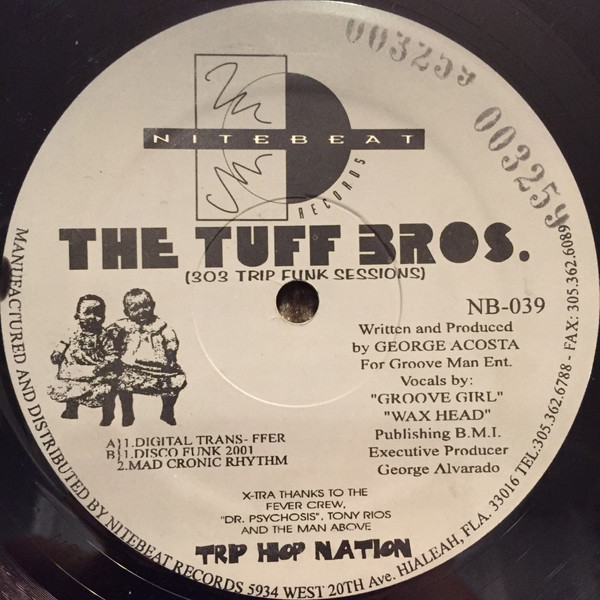 003259
003259
NITEBEAT
RECORDS
THE TUFF BROS.
(303 TRIP FUNK SESSIONS)
NB-039
Written and Produced
by GEORGE ACOSTA
For Groove Man Ent.
Vocals by:
"GROOVE GIRL"
"WAX HEAD"
Publishing B.M.I.
Executive Producer
George Alvarado
A}1.DIGITAL TRANS- FFER
B}1.DISCO FUNK 2001
2.MAD CRONIC RHYTHM
X-TRA THANKS TO THE
FEVER CREW,
"DR. PSYCHOSIS", TONY RIOS
AND THE MAN ABOVE
TRIP HOP NATION
MANUFACTURED AND DISTRIBUTED BY NITEBEAT RECORDS 5934 WEST 20TH Ave. HIALEAH, FLA. 33016 TEL:305.362.6788 - FAX: 305.362.6089